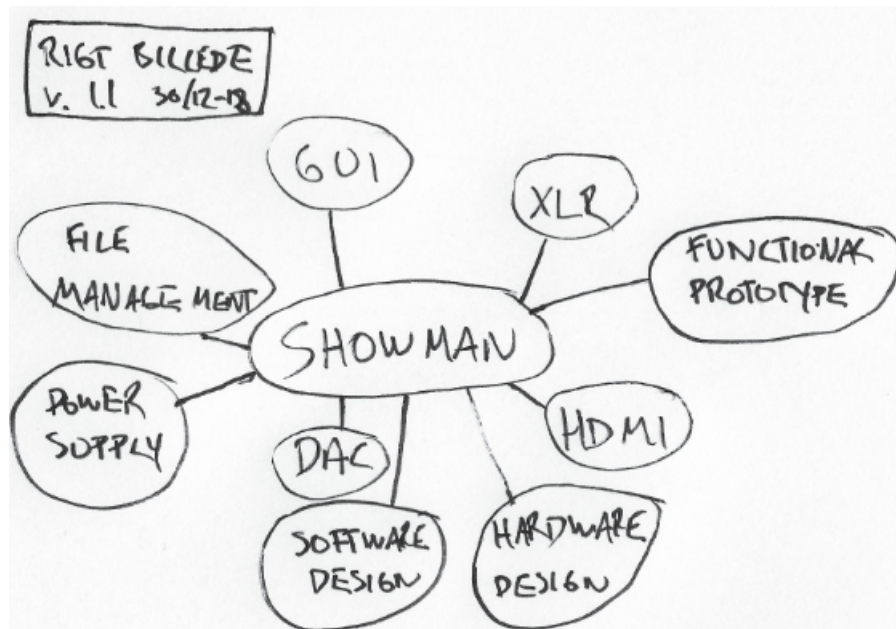 RIGT BILLEDE
V. 1.1 30/12-18
GUI
XLR
FILE
MANAGEMENT
FUNCTIONAL
PROTOTYPE
SHOWMAN
POWER
SUPPLY
DAC
HDMI
SOFTWARE
DESIGN
HARDWARE
DESIGN